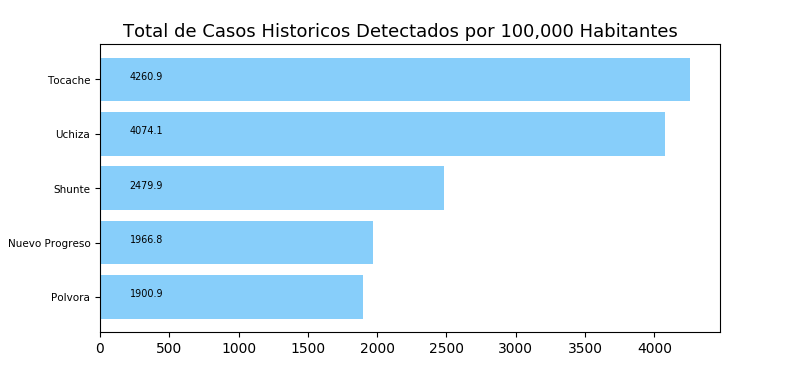 Total de Casos Historicos Detectados por 100,000 Habitantes
Tocache 4260.9
Uchiza 4074.1
Shunte 2479.9
Nuevo Progreso 1966.8
Polvora 1900.9
0 500 1000 1500 2000 2500 3000 3500 4000